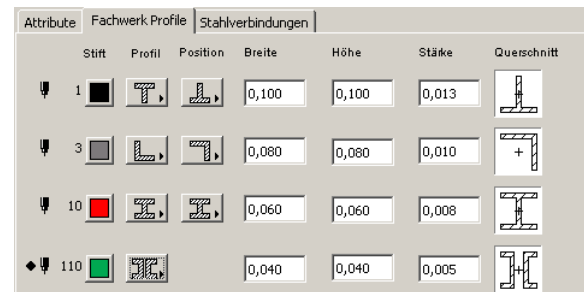 Attribute Fachwerk Profile Stahlverbindungen
Stift Profil Position Breite Höhe Stärke Querschnitt
1 0,100 0,100 0,013
3 0,080 0,080 0,010
10 0,060 0,060 0,008
110 0,040 0,040 0,005